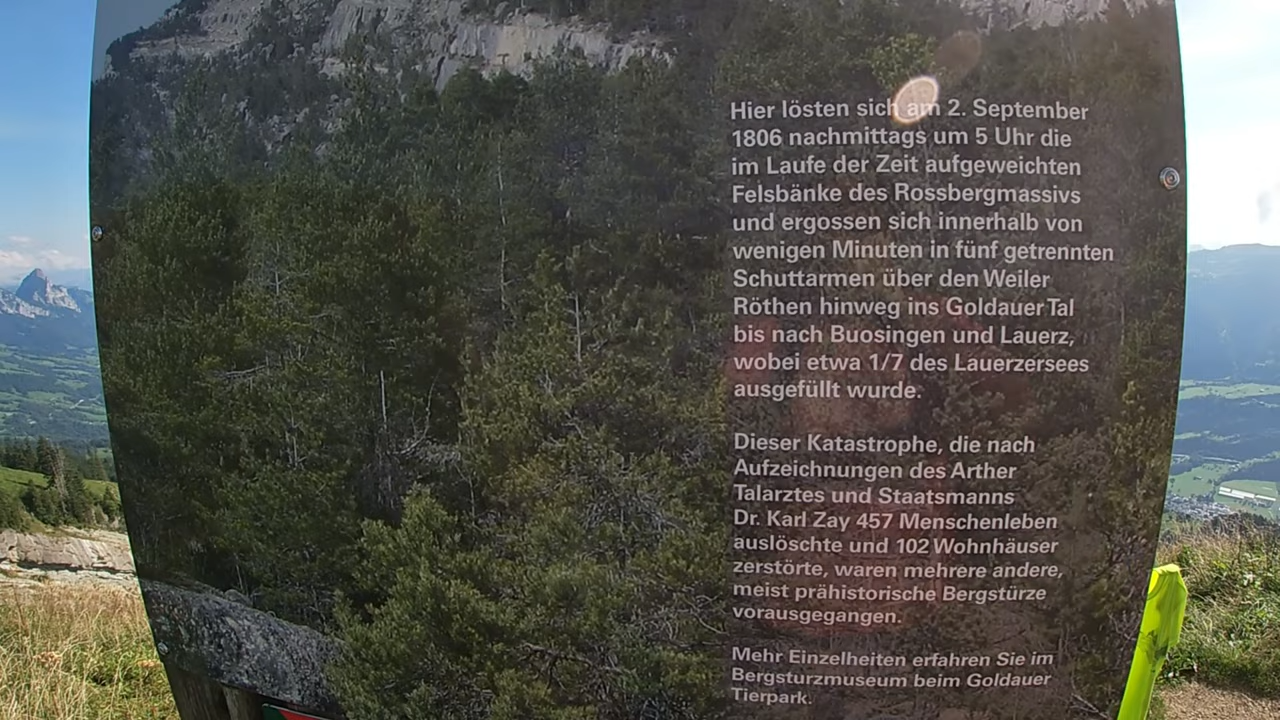 Hier lösten sich am 2. September
1806 nachmittags um 5 Uhr die
im Laufe der Zeit aufgeweichten
Felsbänke des Rossbergmassivs
und ergossen sich innerhalb von
wenigen Minuten in fünf getrennten
Schuttarmen über den Weiler
Röthen hinweg ins Goldauer Tal
bis nach Buosingen und Lauerz,
wobei etwa 1/7 des Lauerzersees
ausgefüllt wurde.
Dieser Katastrophe, die nach
Aufzeichnungen des Arther
Talarztes und Staatsmanns
Dr. Karl Zay 457 Menschenleben
auslöschte und 102 Wohnhäuser
zerstörte, waren mehrere andere,
meist prähistorische Bergstürze
vorausgegangen.
Mehr Einzelheiten erfahren Sie im
Bergsturzmuseum beim Goldauer
Tierpark.